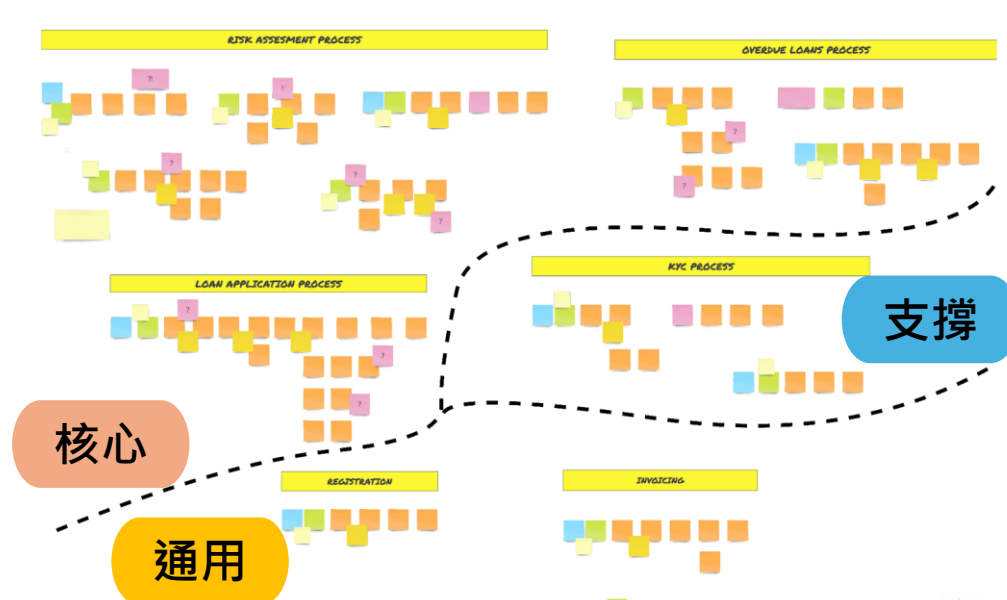 RISK ASSESMENT PROCESS
OVERDUE LOANS PROCESS
?!
!
?
?
?
?
?
LOAN APPLICATION PROCESS
KYC PROCESS
?
支撐
?
?
核心
REGISTRATION
INVOICING
通用